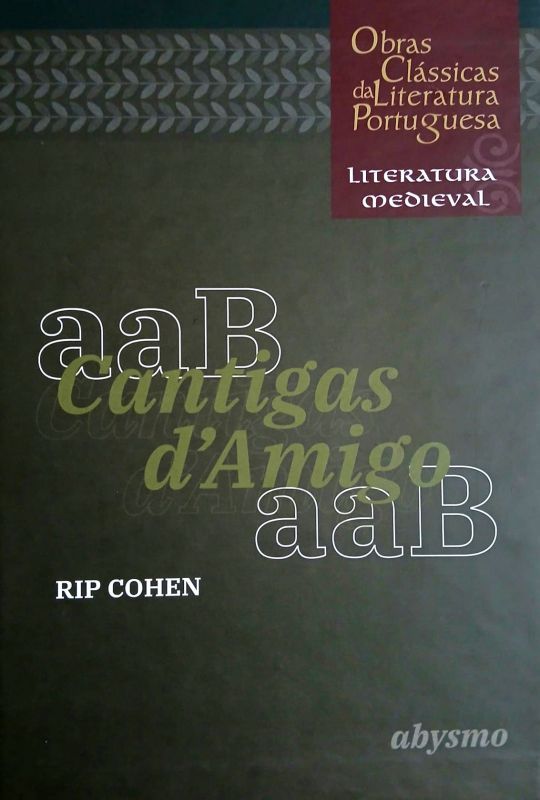 Obras
Clássicas
da Literatura
Portuguesa
LITERATURA
MEDIEVAL
aaB
Cantigas
d'Amigo
aaB
RIP COHEN
abysmo